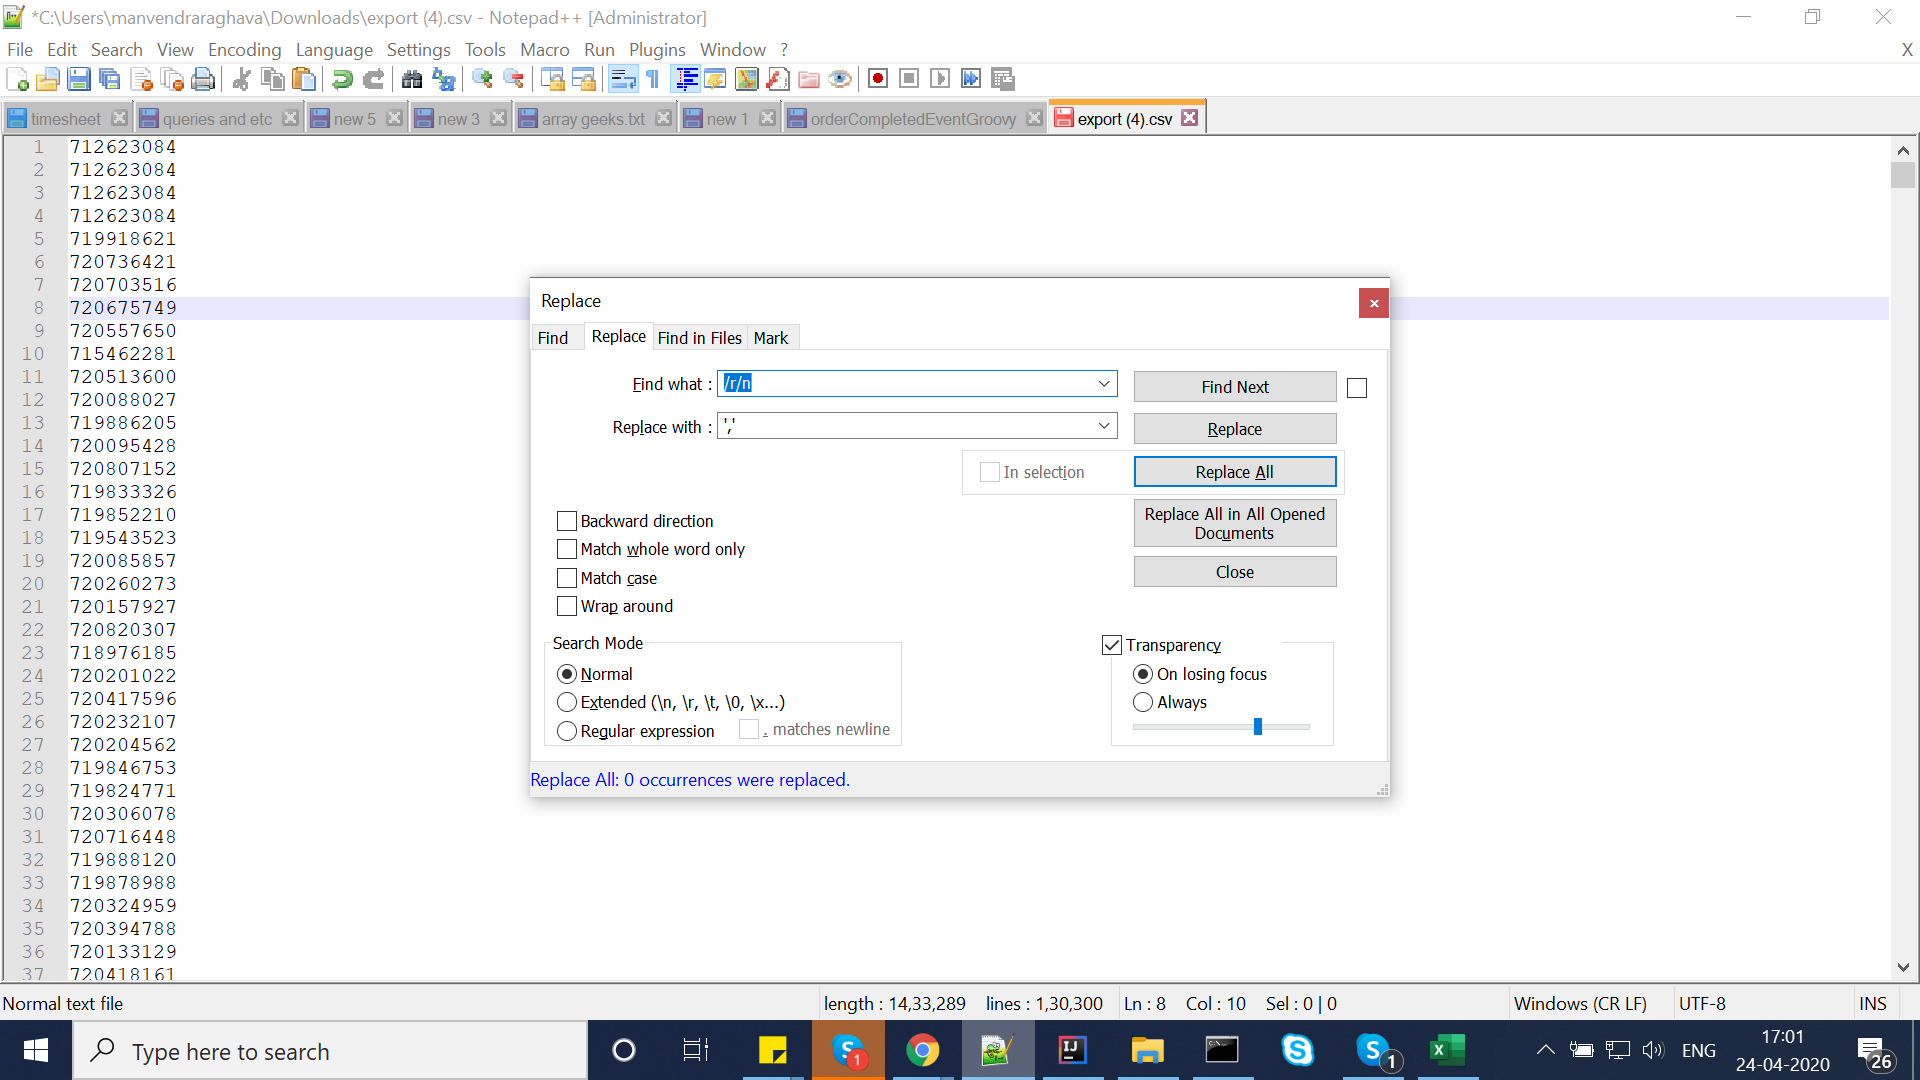 *C:\Users\manvendraraghava\Downloads\export (4).csv - Notepad++ [Administrator]
File Edit Search View Encoding Language Settings Tools Macro Run Plugins Window ? X
timesheet queries and etc new 5 new 3 array geeks.txt new 1 orderCompletedEventGroovy export (4).csv
1 712623084
2 712623084
3 712623084
4 712623084
5 719918621
6 720736421
7 720703516
8 720675749
9 720557650
10 715462281
11 720513600
12 720088027
13 719886205
14 720095428
15 720807152
16 719833326
17 719852210
18 719543523
19 720085857
20 720260273
21 720157927
22 720820307
23 718976185
24 720201022
25 720417596
26 720232107
27 720204562
28 719846753
29 719824771
30 720306078
31 720716448
32 719888120
33 719878988
34 720324959
35 720394788
36 720133129
37 720418161
Replace
Find Replace Find in Files Mark
Find what : /r/n Find Next
Replace with : ',' Replace
In selection Replace All
Replace All in All Opened
Documents
Close
Backward direction
Match whole word only
Match case
Wrap around
Search Mode
Normal
Extended (\n, \r, \t, \0, \x...)
Regular expression . matches newline
Transparency
On losing focus
Always
Replace All: 0 occurrences were replaced.
Normal text file length : 14,33,289 lines : 1,30,300 Ln : 8 Col : 10 Sel : 0 | 0 Windows (CR LF) UTF-8 INS
Type here to search S 1 IJ C:\. S S 1 X ENG 17:01
24-04-2020 26